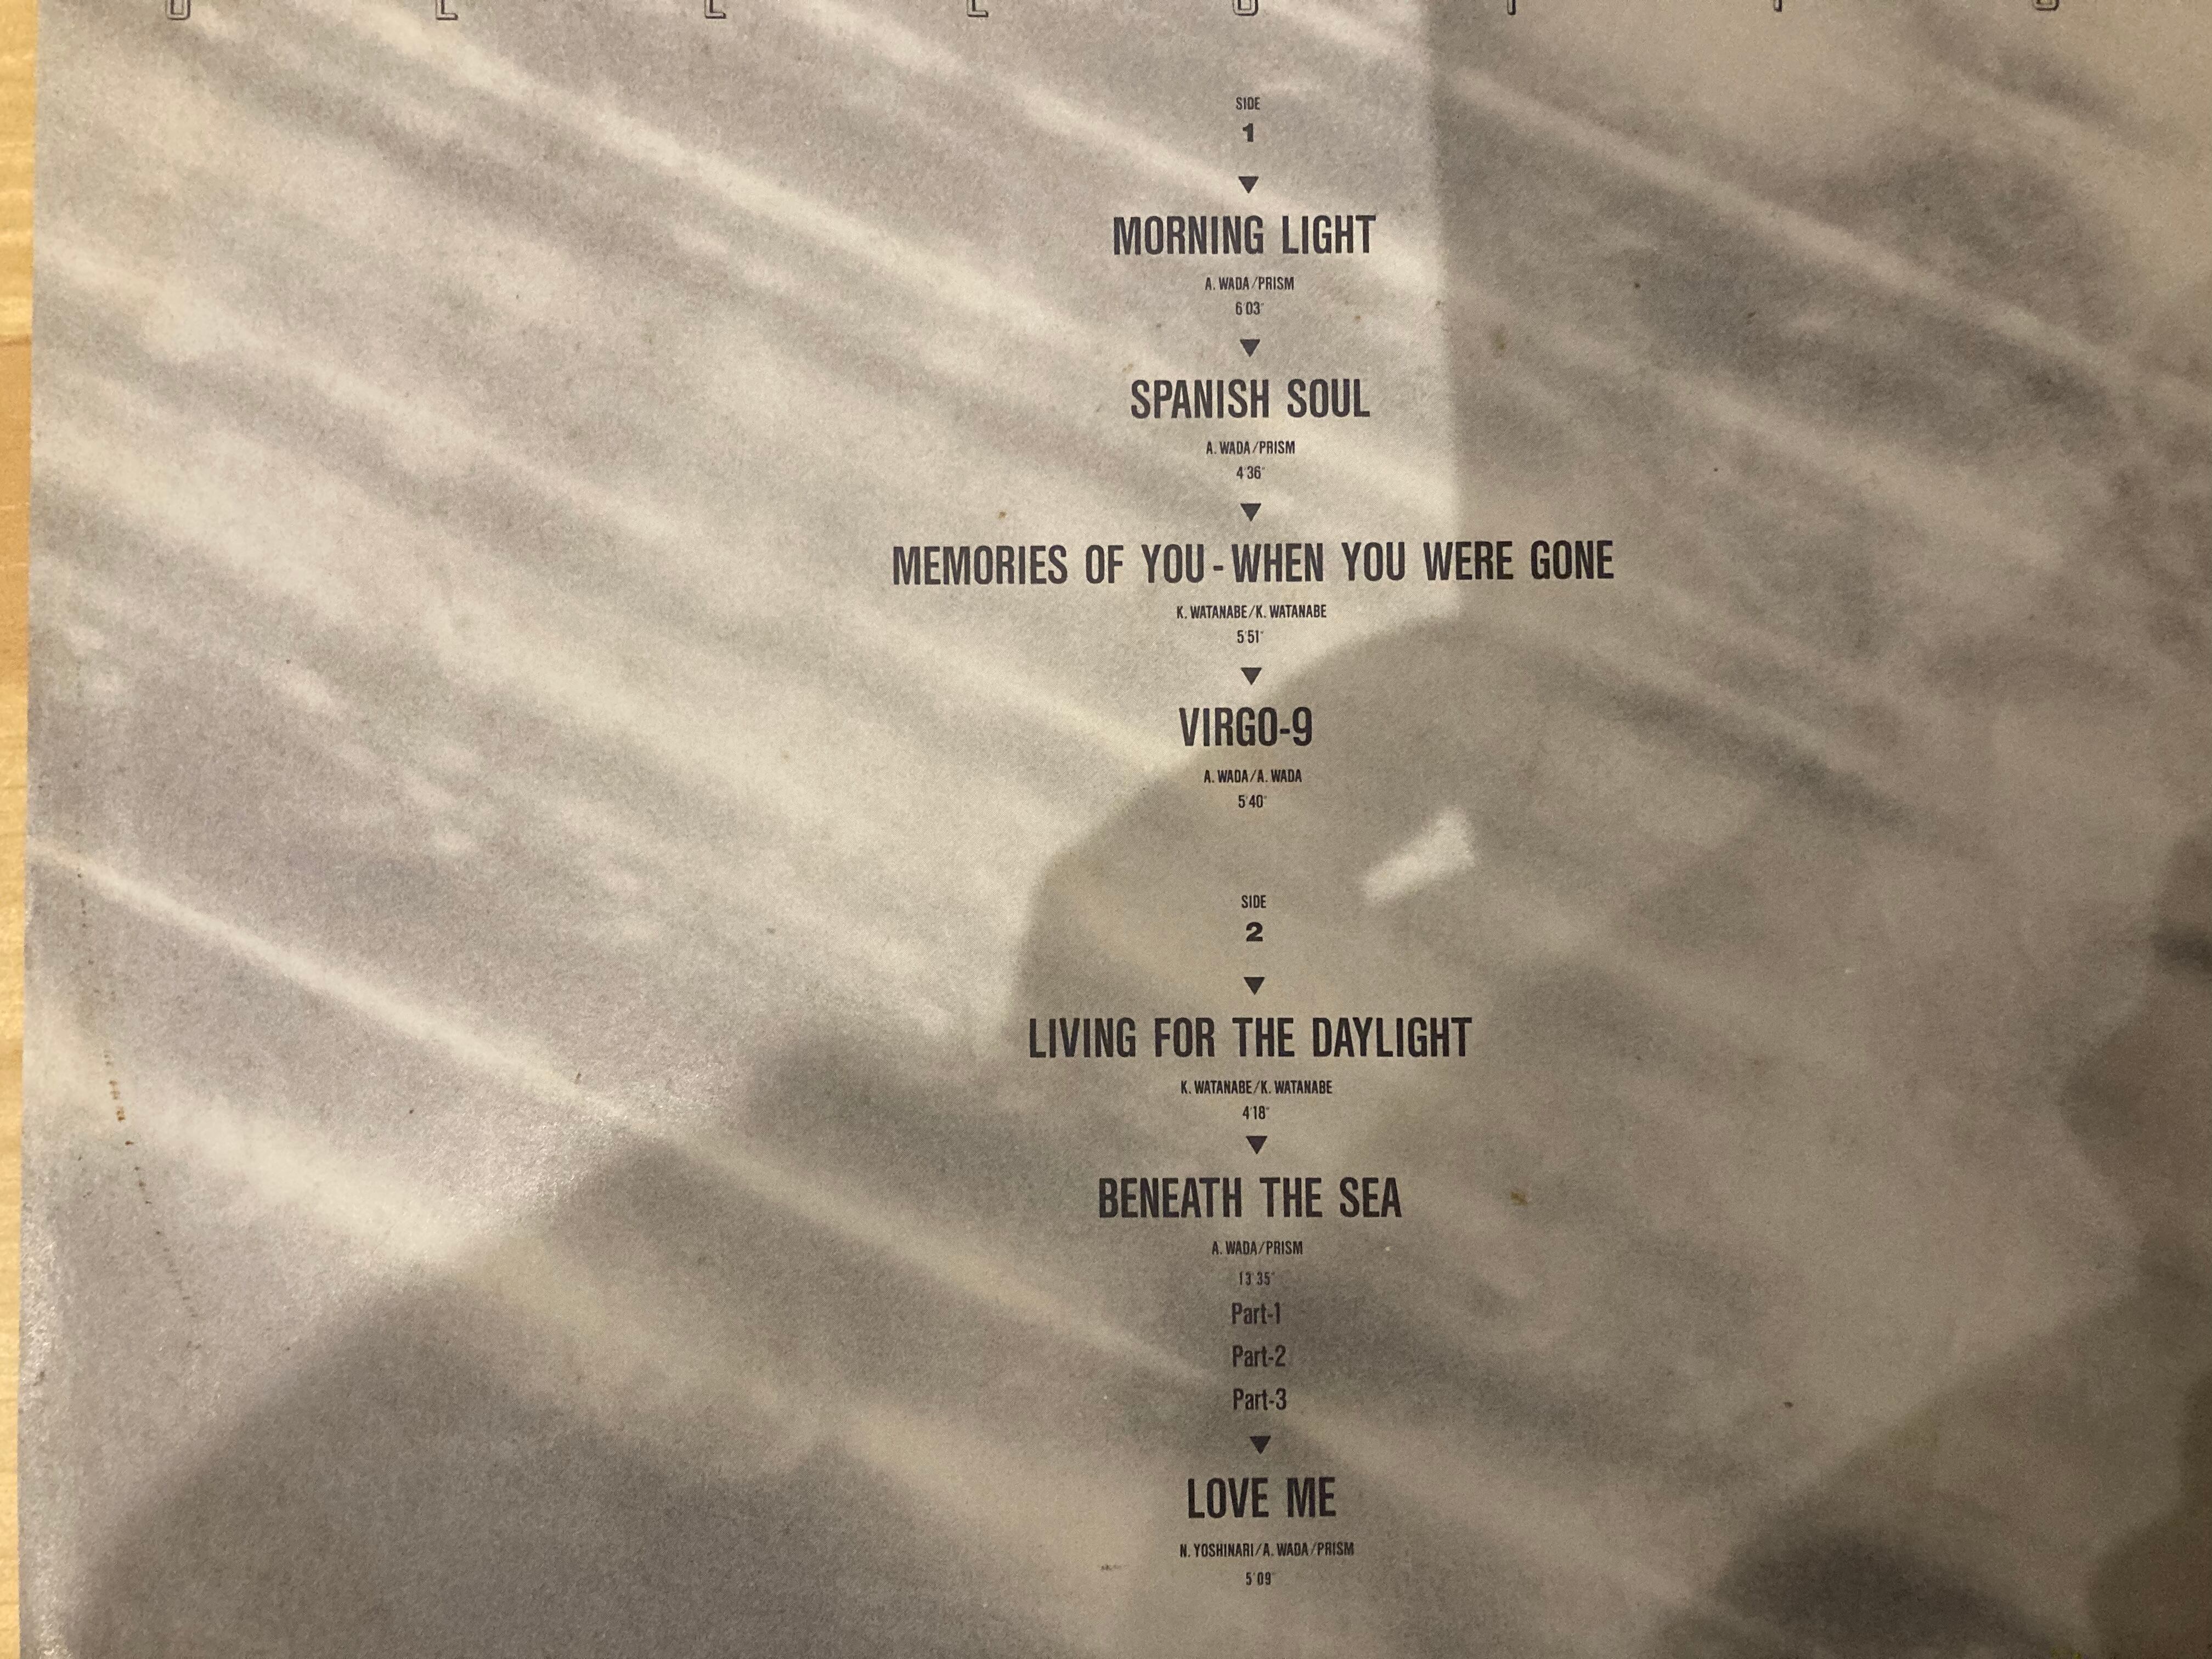 SIDE
1
▼
MORNING LIGHT
A. WADA/PRISM
6'03"
▼
SPANISH SOUL
A. WADA/PRISM
4'36"
▼
MEMORIES OF YOU-WHEN YOU WERE GONE
K. WATANABE/K. WATANABE
5'51"
▼
VIRGO-9
A. WADA/A. WADA
5'40"
SIDE
2
▼
LIVING FOR THE DAYLIGHT
K. WATANABE/K. WATANABE
4'18"
▼
BENEATH THE SEA
A. WADA/PRISM
13'35"
Part-1
Part-2
Part-3
▼
LOVE ME
N. YOSHINARI/A. WADA/PRISM
5'09"